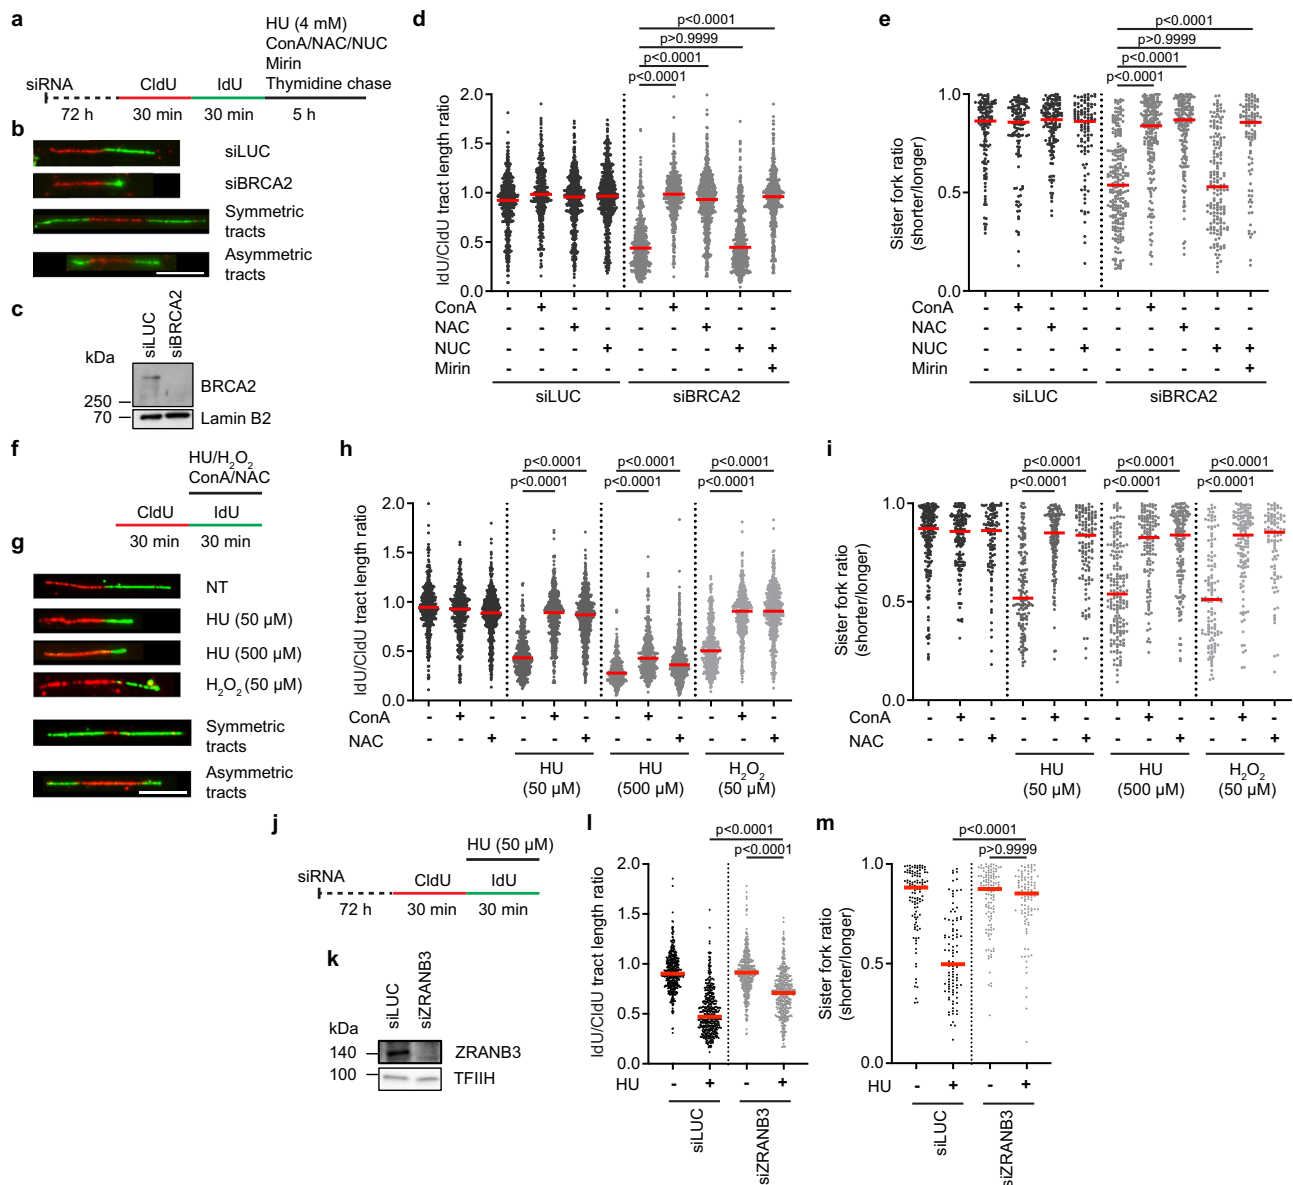 a
HU (4 mM)
ConA/NAC/NUC
Mirin
Thymidine chase
siRNA
CldU
IdU
72 h
30 min
30 min
5 h
b
siLUC
siBRCA2
Symmetric
tracts
Asymmetric
tracts
c
siLUC
siBRCA2
kDa
BRCA2
250
70
Lamin B2
d
p<0.0001
p>0.9999
p<0.0001
p<0.0001
IdU/CldU tract length ratio
2.0
1.5
1.0
0.5
0.0
ConA - + - - - + - - -
NAC - - + - - - + - -
NUC - - - + - - - + +
Mirin - - - - - - - - +
siLUC
siBRCA2
e
p<0.0001
p>0.9999
p<0.0001
p<0.0001
Sister fork ratio
(shorter/longer)
1.0
0.5
0.0
ConA - + - - - + - - -
NAC - - + - - - + - -
NUC - - - + - - - + +
Mirin - - - - - - - - +
siLUC
siBRCA2
f
HU/H2O2
ConA/NAC
CldU
IdU
30 min
30 min
g
NT
HU (50 µM)
HU (500 µM)
H2O2 (50 µM)
Symmetric
tracts
Asymmetric
tracts
h
p<0.0001
p<0.0001
p<0.0001
p<0.0001
p<0.0001
p<0.0001
IdU/CldU tract length ratio
2.0
1.5
1.0
0.5
0.0
ConA - + - - + - - + - - + -
NAC - - + - - + - - + - - +
HU
(50 µM)
HU
(500 µM)
H2O2
(50 µM)
i
p<0.0001
p<0.0001
p<0.0001
p<0.0001
p<0.0001
p<0.0001
Sister fork ratio
(shorter/longer)
1.0
0.5
0.0
ConA - + - - + - - + - - + -
NAC - - + - - + - - + - - +
HU
(50 µM)
HU
(500 µM)
H2O2
(50 µM)
j
HU (50 µM)
siRNA
CldU
IdU
72 h
30 min
30 min
k
siLUC
siZRANB3
kDa
140
ZRANB3
100
TFIIH
l
p<0.0001
p<0.0001
IdU/CldU tract length ratio
2.0
1.5
1.0
0.5
0.0
HU - + - +
siLUC
siZRANB3
m
p<0.0001
p>0.9999
Sister fork ratio
(shorter/longer)
1.0
0.5
0.0
HU - + - +
siLUC
siZRANB3